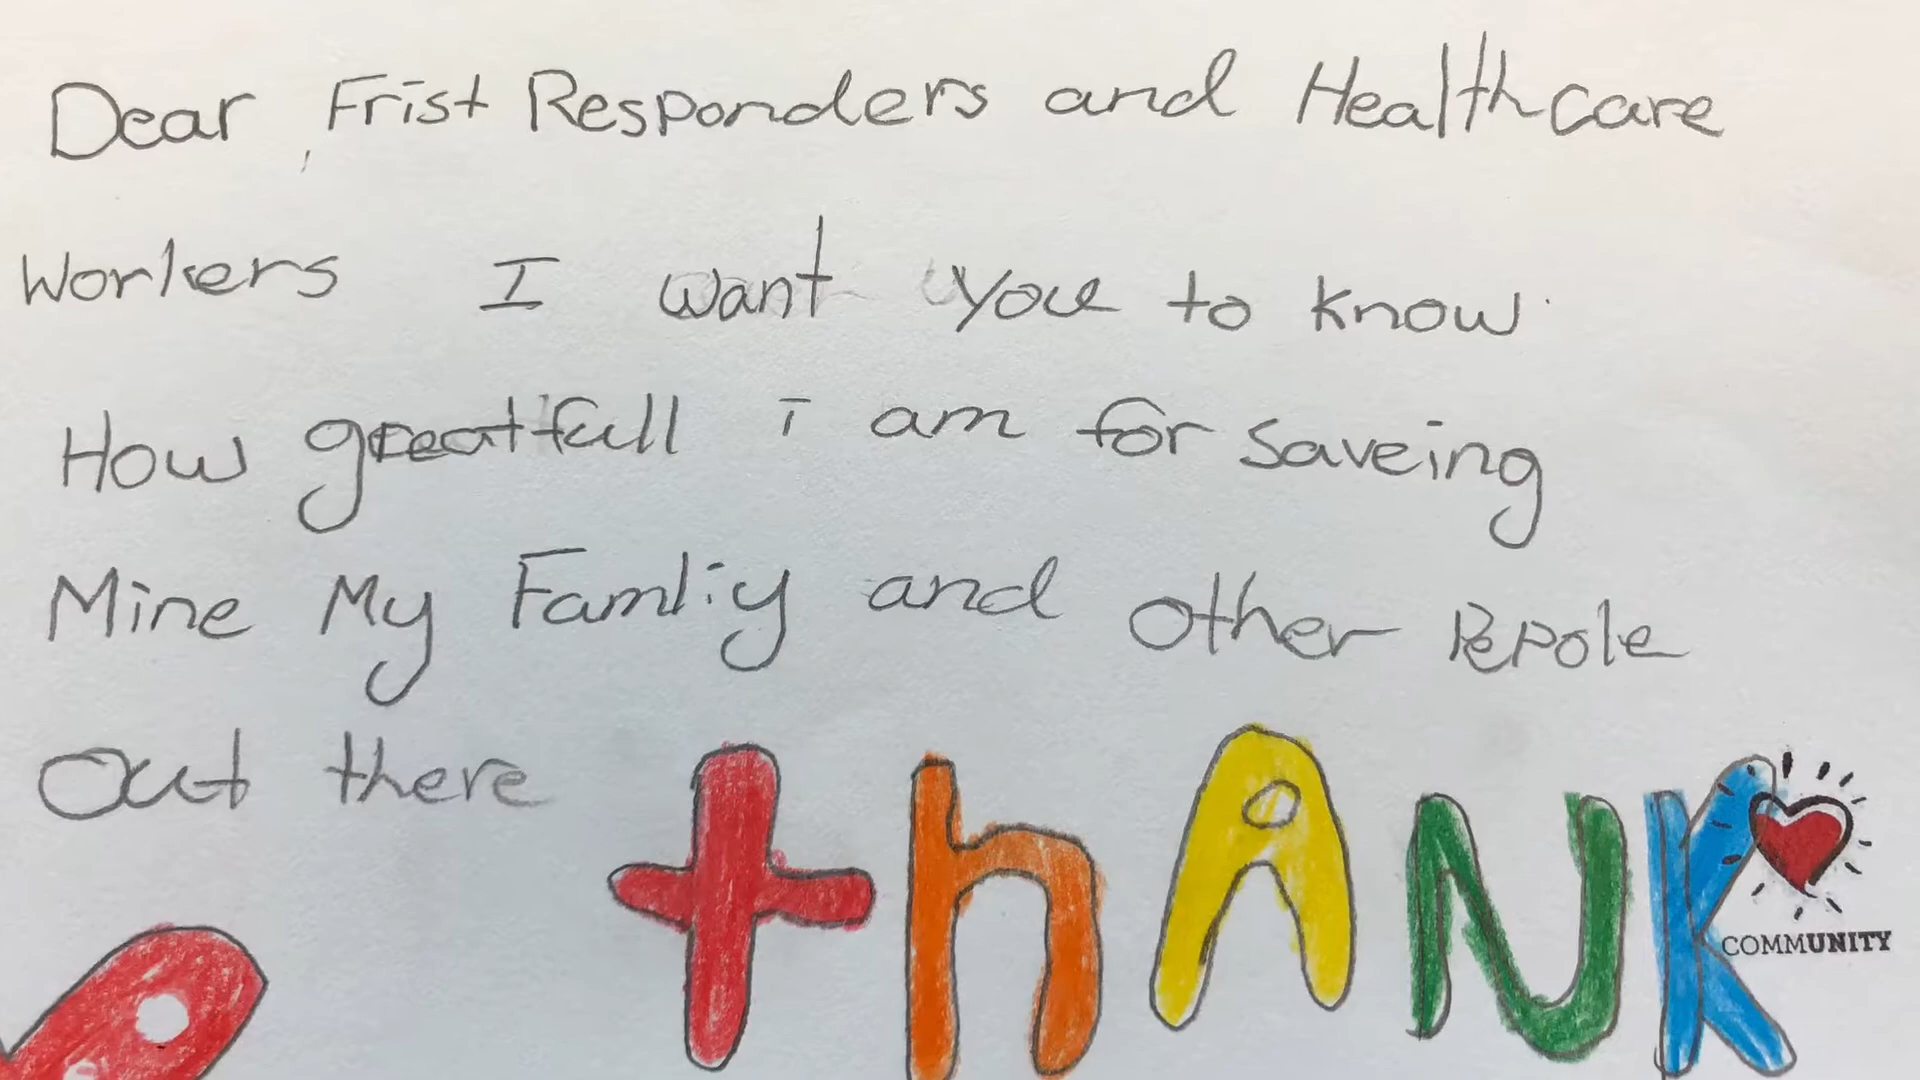 Dear, Frist Responders and Healthcare
Workers I want you to know
How greatfull i am for saveing
Mine My Famliy and other Pepole
Out there
thANK
COMMUNITY